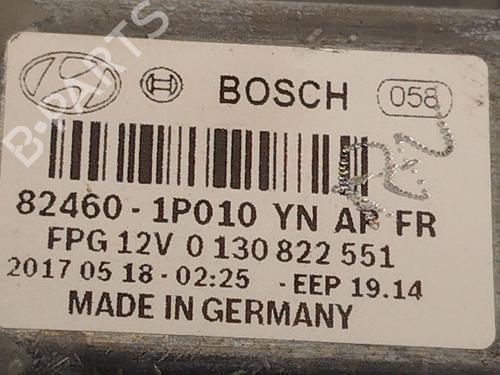 B-PARTS
BOSCH 058
82460-1P010 YN AP FR
FPG 12V 0 130 822 551
2017 05 18 - 02:25 - EEP 19.14
MADE IN GERMANY